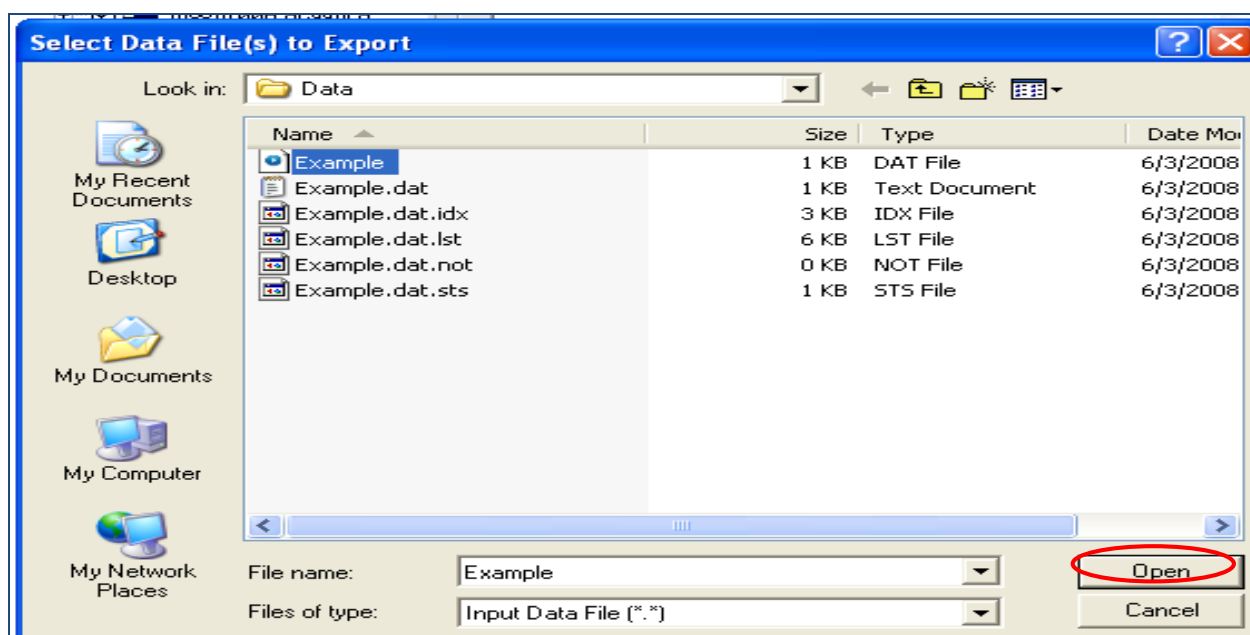 Select Data File(s) to Export
Look in: Data
Name Size Type Date Mo
Example 1 KB DAT File 6/3/2008
Example.dat 1 KB Text Document 6/3/2008
Example.dat.idx 3 KB IDX File 6/3/2008
Example.dat.lst 6 KB LST File 6/3/2008
Example.dat.not 0 KB NOT File 6/3/2008
Example.dat.sts 1 KB STS File 6/3/2008
My Recent
Documents
Desktop
My Documents
My Computer
My Network
Places
File name: Example Open
Files of type: Input Data File (*.*) Cancel